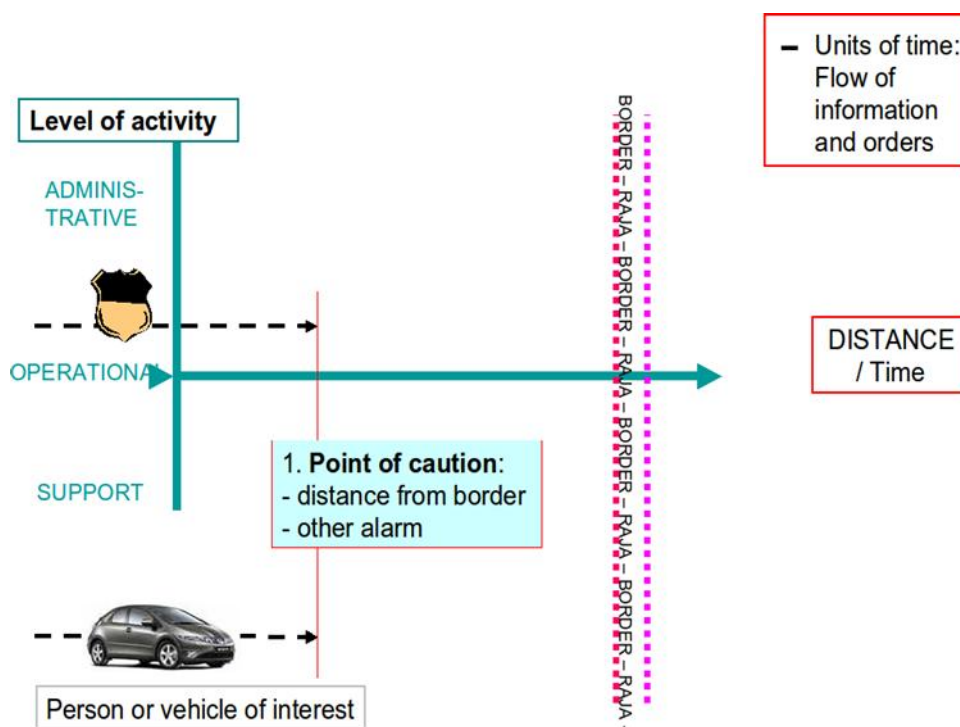 – Units of time:
Flow of
information
and orders
Level of activity
ADMINIS-
TRATIVE
OPERATIONAL
SUPPORT
DISTANCE
/ Time
1. Point of caution:
- distance from border
- other alarm
Person or vehicle of interest
BORDER – RAJA – BORDER – RAJA – BORDER – RAJA – BORDER – RAJA -